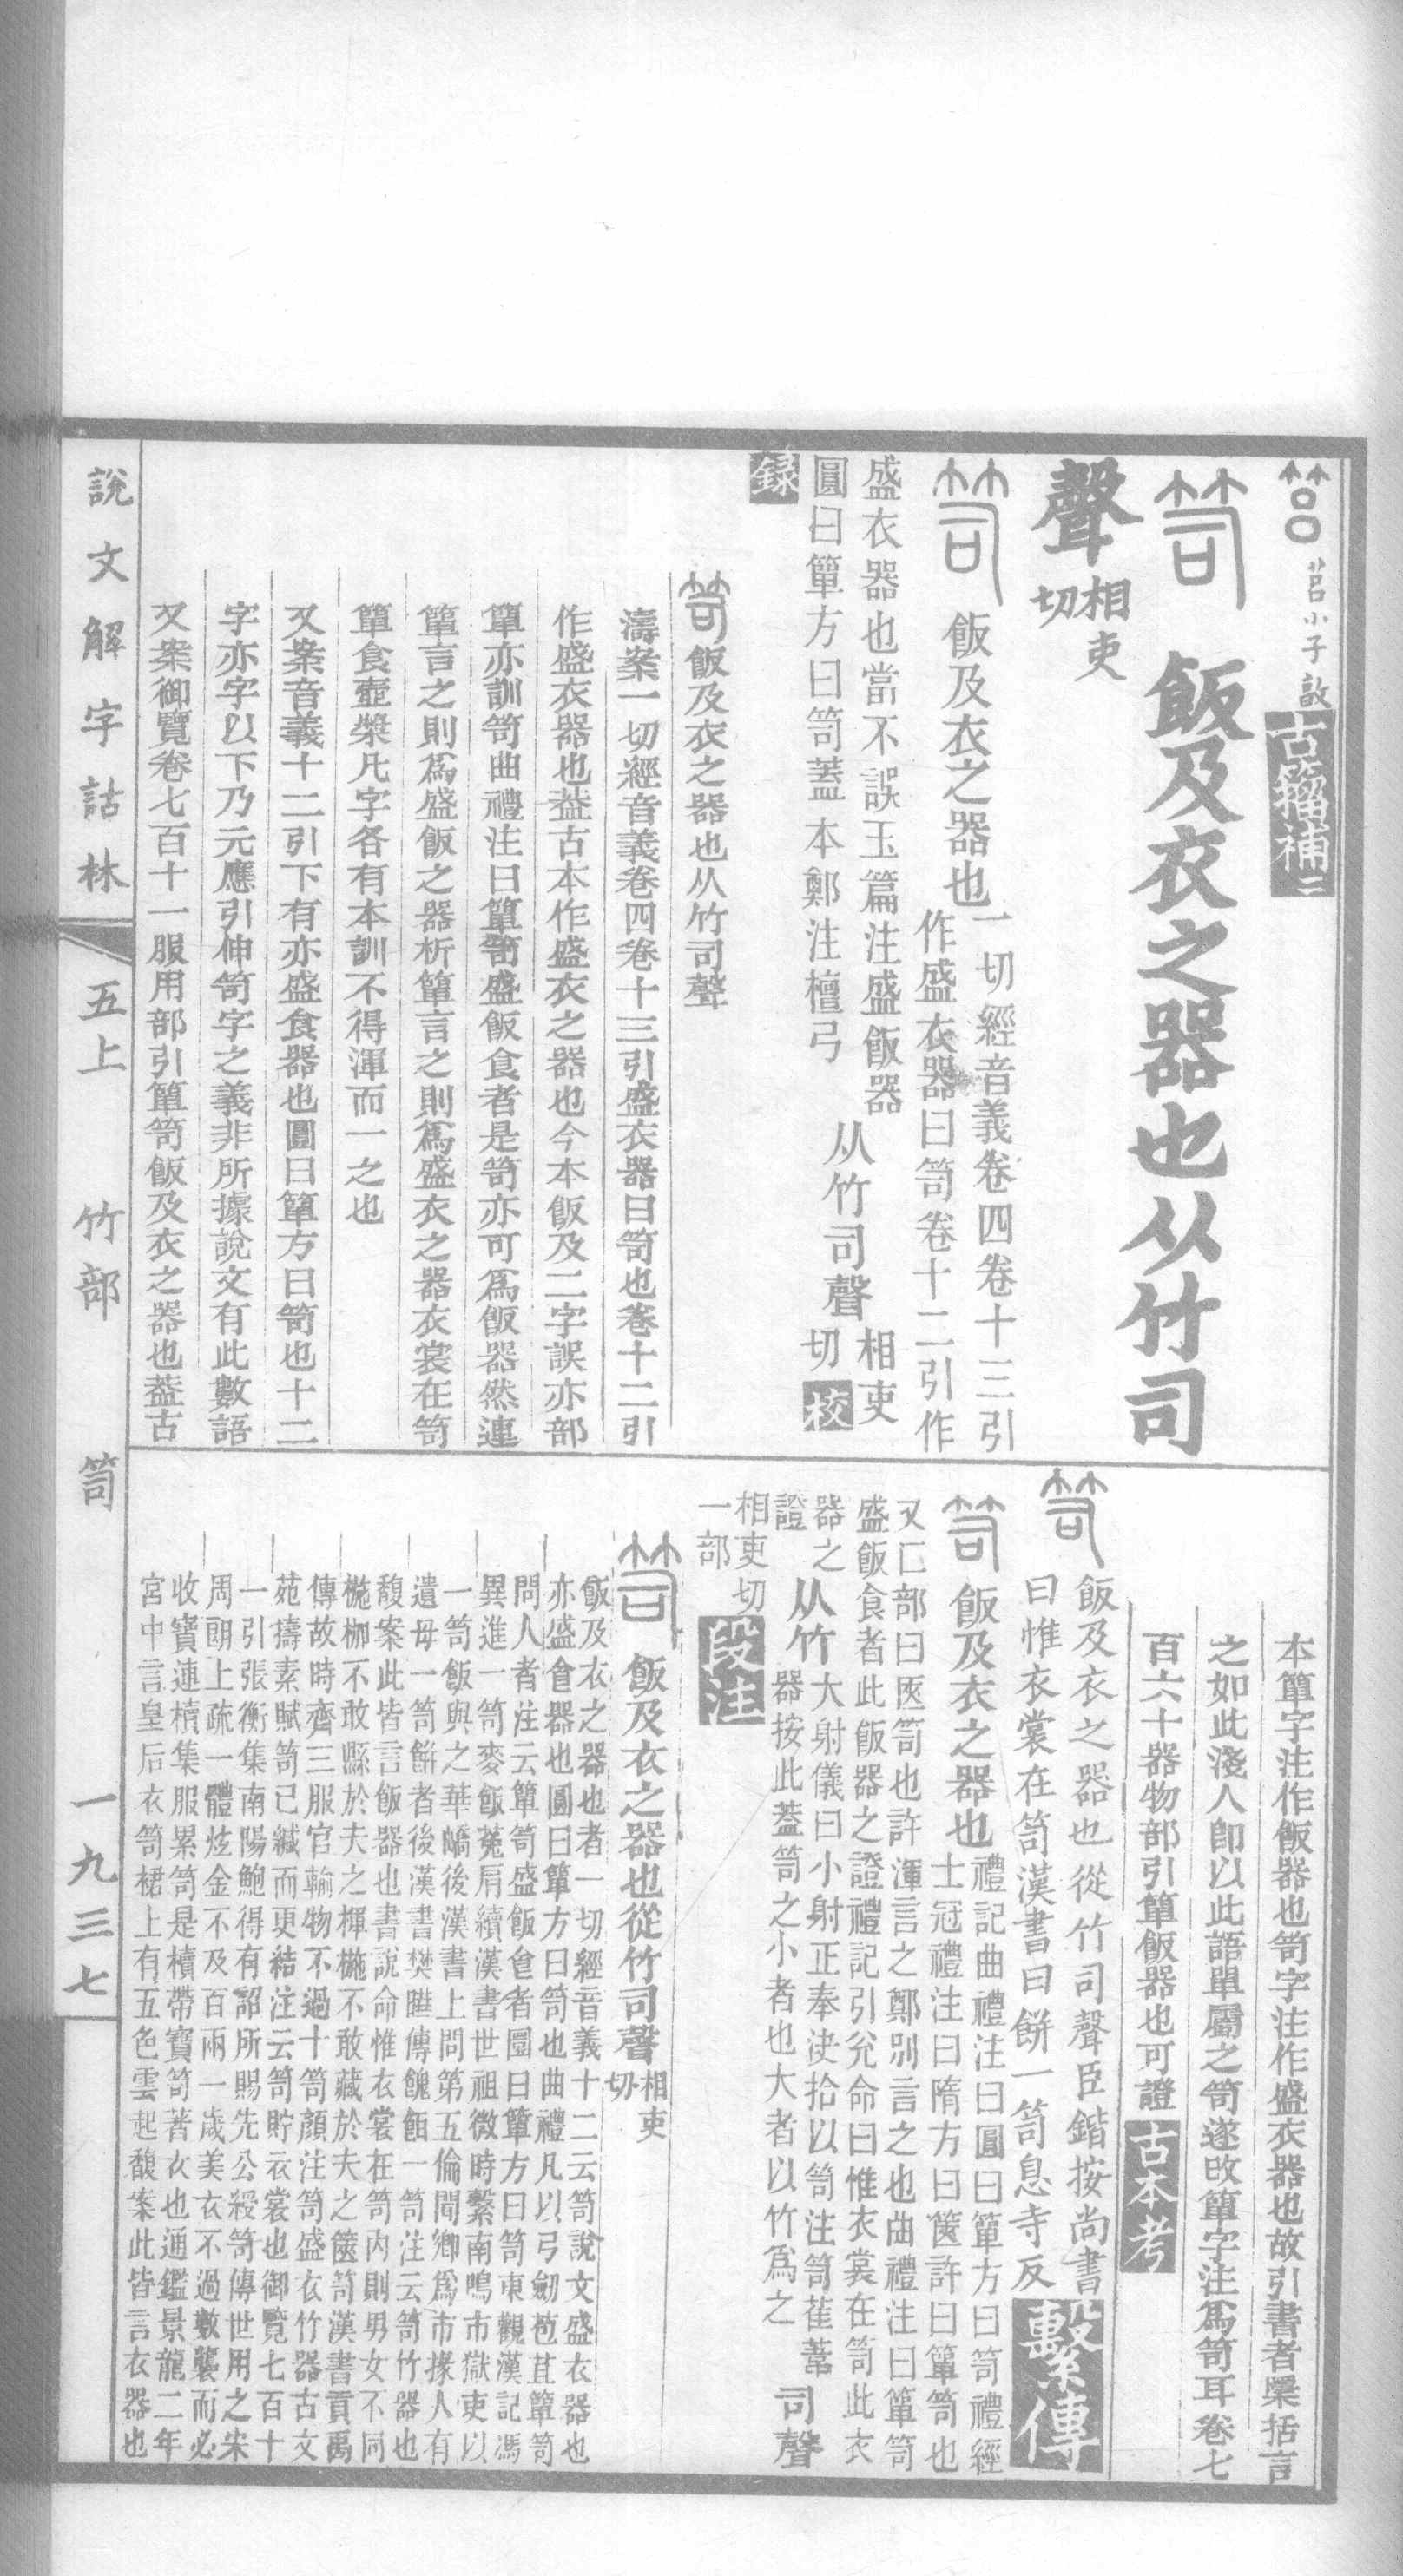 筥小子敦 古籀補二
笥 飯及衣之器也从竹司
聲 相吏切
笥 飯及衣之器也 一切經音義卷四卷十三引
作盛衣器曰笥卷十二引作
盛衣器也當不誤玉篇注盛飯器
圓曰簞方曰笥蓋本鄭注檀弓 从竹司聲 相吏切 校
錄
笥飯及衣之器也从竹司聲
濤案一切經音義卷四卷十三引盛衣器曰笥也卷十二引
作盛衣器也葢古本作盛衣之器也今本飯及二字誤亦部
簞亦訓笥曲禮注曰簞笥盛飯食者是笥亦可爲飯器然連
簞言之則爲盛飯之器析簞言之則爲盛衣之器衣裳在笥
簞食壺漿凡字各有本訓不得渾而一之也
又案音義十二引下有亦盛食器也圓曰簞方曰笥也十二
字亦字以下乃元應引伸笥字之義非所據說文有此數語
又案御覽卷七百十一服用部引簞笥飯及衣之器也葢古
本簞字注作飯器也笥字注作盛衣器也故引書者檃括言
之如此淺人卽以此語單屬之笥遂改簞字注爲笥耳卷七
百六十器物部引簞飯器也可證 古本考
笥 飯及衣之器也從竹司聲臣鍇按尚書
曰惟衣裳在笥漢書曰餅一笥息寺反 繫傳
笥 飯及衣之器也 禮記曲禮注曰圓曰簞方曰笥禮經
士冠禮注曰隋方曰篋許曰簞笥也
又匚部曰匧笥也許渾言之鄭別言之也曲禮注曰簞笥
盛飯食者此飯器之證禮記引兊命曰惟衣裳在笥此衣
器之證 从竹 大射儀曰小射正奉決拾以笥注笥萑葦
器按此蓋笥之小者也大者以竹爲之 司聲
相吏切
一部 段注
笥 飯及衣之器也從竹司聲 相吏切
飯及衣之器也者一切經音義十二云笥說文盛衣器也
亦盛食器也圓曰簞方曰笥也曲禮凡以弓劒苞苴簞笥
問人者注云簞笥盛飯食者圓曰簞方曰笥東觀漢記馮
異進一笥麥飯菟肩續漢書世祖微時繫南鳴市獄吏以
一笥飯與之華嶠後漢書上問第五倫聞卿爲市掾人有
遺母一笥餅者後漢書樊曄傳餽餌一笥注云笥竹器也
馥案此皆言飯器也書說命惟衣裳在笥內則男女不同
椸枷不敢縣於夫之楎椸不敢藏於夫之篋笥漢書貢禹
傳故時齊三服官輸物不過十笥顏注笥盛衣竹器古文
苑擣素賦笥已緘而更結注云笥貯衣裳也御覽七百十
一引張衡集南陽鮑得有詔所賜先公綬笥傳世用之宋
周朗上疏一體炫金不及百兩一歲美衣不過數襲而必
收寶連櫝集服累笥是櫝帶寶笥著衣也通鑑景龍二年
宮中言皇后衣笥裙上有五色雲起馥案此皆言衣器也
說文解字詁林 五上 竹部 笥 一九三七